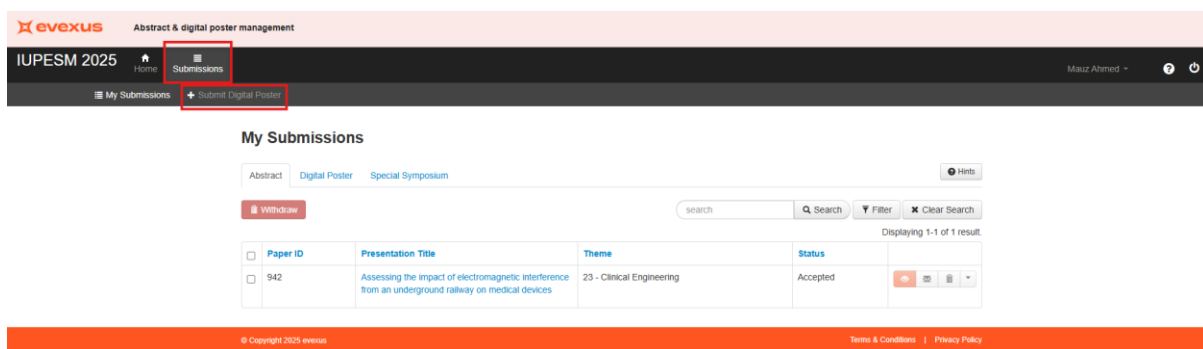 evexus Abstract & digital poster management
IUPESM 2025 Home Submissions Mauz Ahmed
My Submissions Submit Digital Poster
My Submissions
Abstract Digital Poster Special Symposium Hints
Withdraw search Search Filter Clear Search
Displaying 1-1 of 1 result.
Paper ID Presentation Title Theme Status
942 Assessing the impact of electromagnetic interference 23 - Clinical Engineering Accepted
from an underground railway on medical devices
© Copyright 2025 evexus Terms & Conditions | Privacy Policy